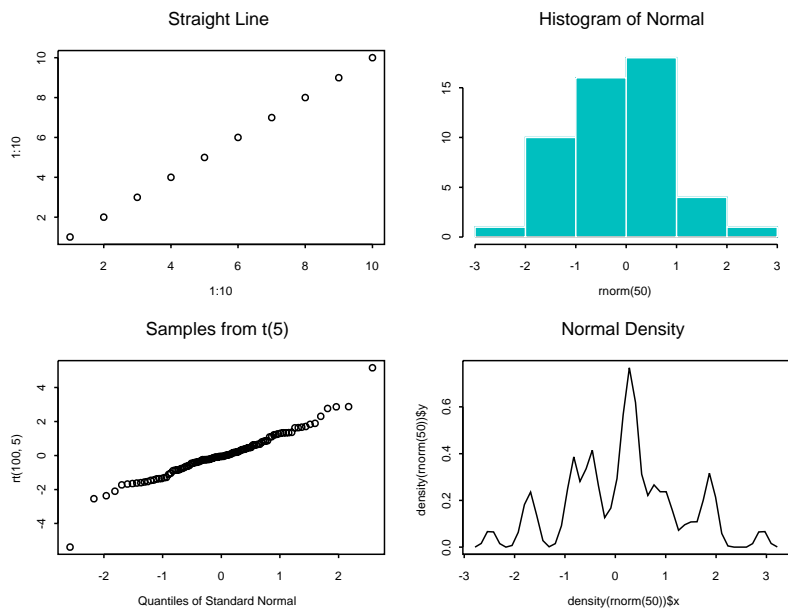 Straight Line
1:10
10
8
6
4
2
2 4 6 8 10
1:10
Histogram of Normal
15
10
5
0
-3 -2 -1 0 1 2 3
rnorm(50)
Samples from t(5)
rt(100, 5)
4
2
0
-2
-4
-2 -1 0 1 2
Quantiles of Standard Normal
Normal Density
density(rnorm(50))$y
0.6
0.4
0.2
0.0
-3 -2 -1 0 1 2 3
density(rnorm(50))$x